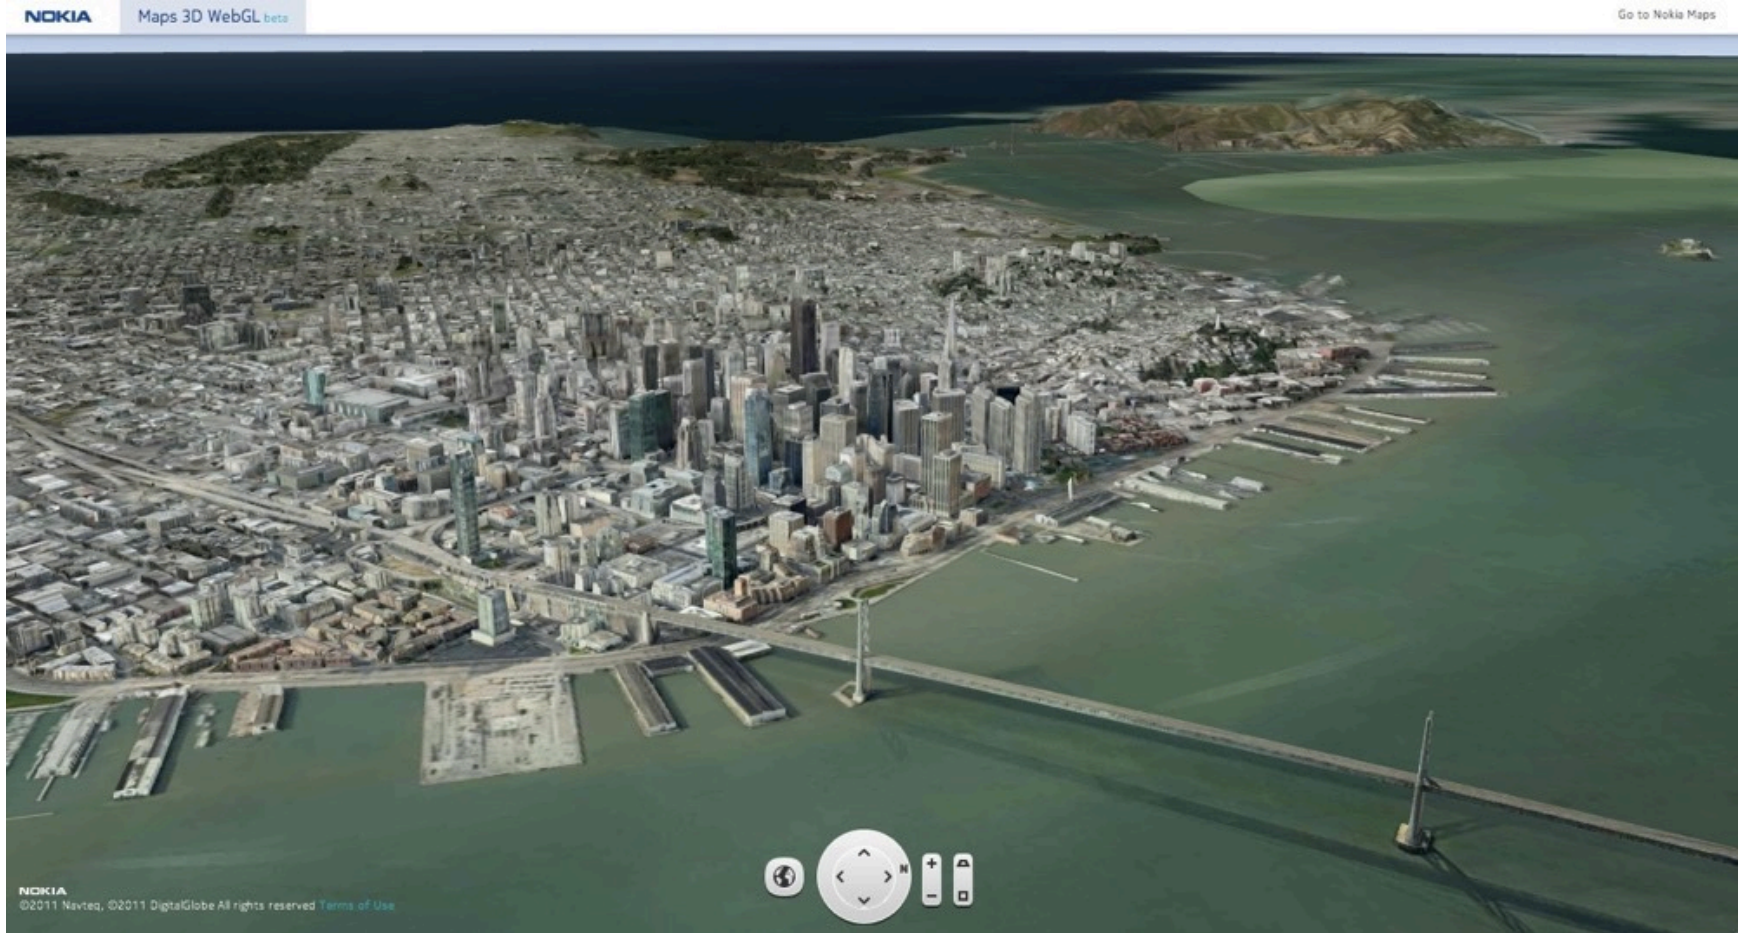 NOKIA Maps 3D WebGL beta Go to Nokia Maps
N
+
-
NOKIA
©2011 Navteq, ©2011 DigitalGlobe All rights reserved Terms of Use